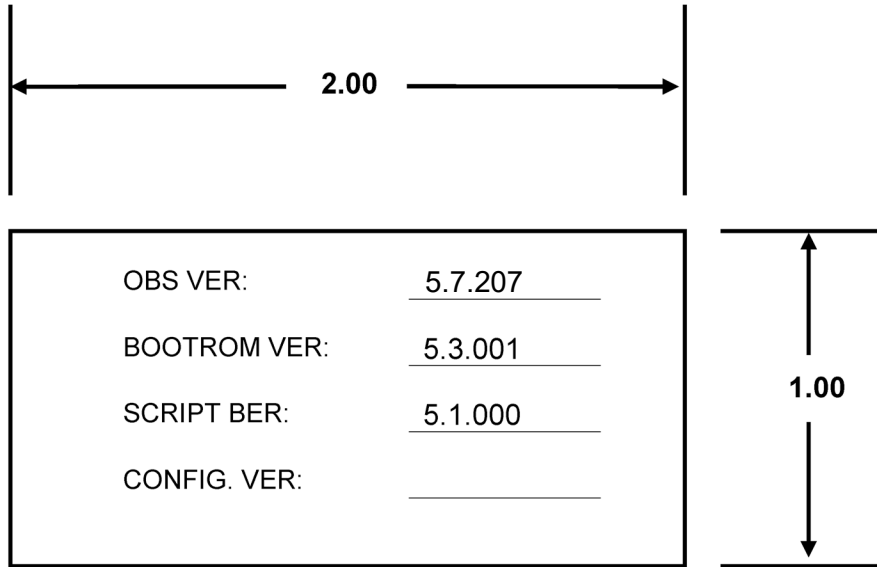 2.00
OBS VER: 5.7.207
BOOTROM VER: 5.3.001
1.00
SCRIPT BER: 5.1.000
CONFIG. VER: